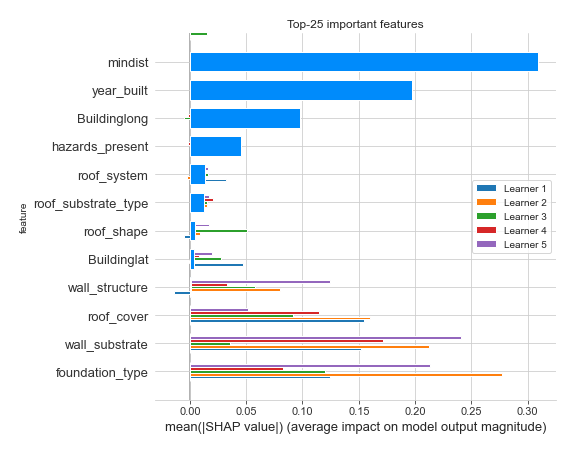 Top-25 important features
mindist
year_built
Buildinglong
hazards_present
roof_system
roof_substrate_type
roof_shape
Buildinglat
wall_structure
roof_cover
wall_substrate
foundation_type
feature
Learner 1
Learner 2
Learner 3
Learner 4
Learner 5
0.00 0.05 0.10 0.15 0.20 0.25 0.30
mean(|SHAP value|) (average impact on model output magnitude)